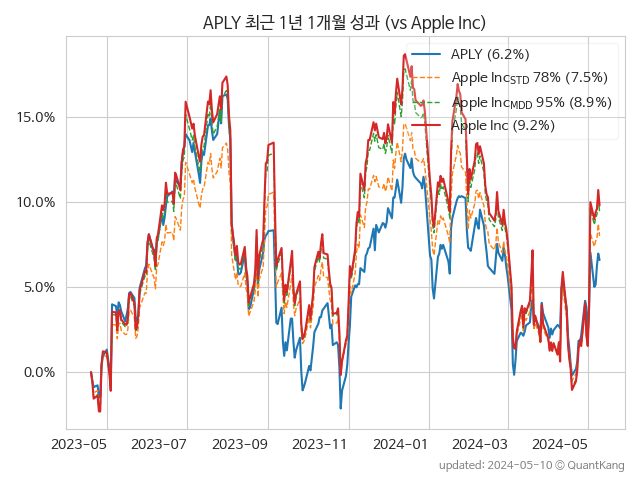 APLY 최근 1년 1개월 성과 (vs Apple Inc)
APLY (6.2%)
Apple IncSTD 78% (7.5%)
Apple IncMDD 95% (8.9%)
Apple Inc (9.2%)
15.0%
10.0%
5.0%
0.0%
2023-05 2023-07 2023-09 2023-11 2024-01 2024-03 2024-05
updated: 2024-05-10 © QuantKang